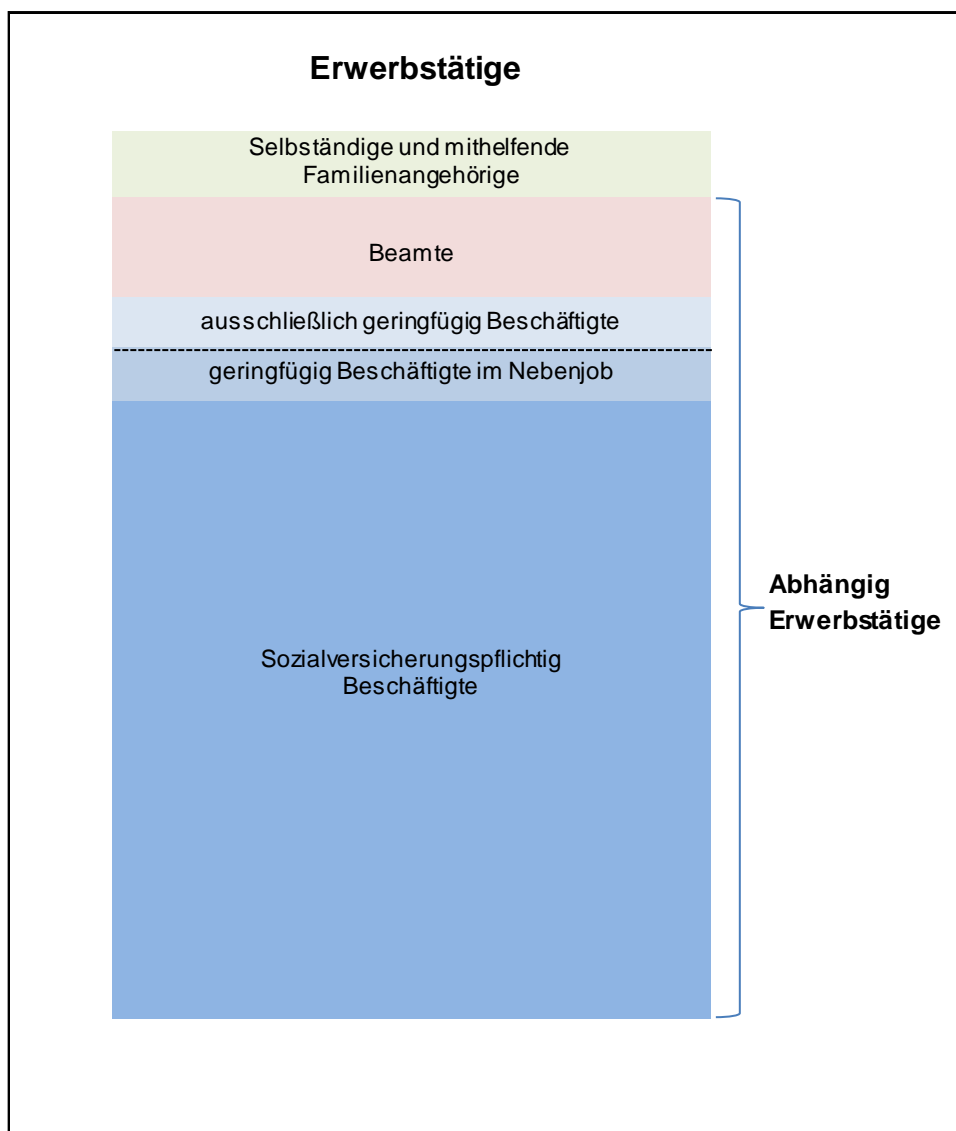 Erwerbstätige
Selbständige und mithelfende
Familienangehörige
Beamte
ausschließlich geringfügig Beschäftigte
geringfügig Beschäftigte im Nebenjob
Sozialversicherungspflichtig
Beschäftigte
Abhängig
Erwerbstätige